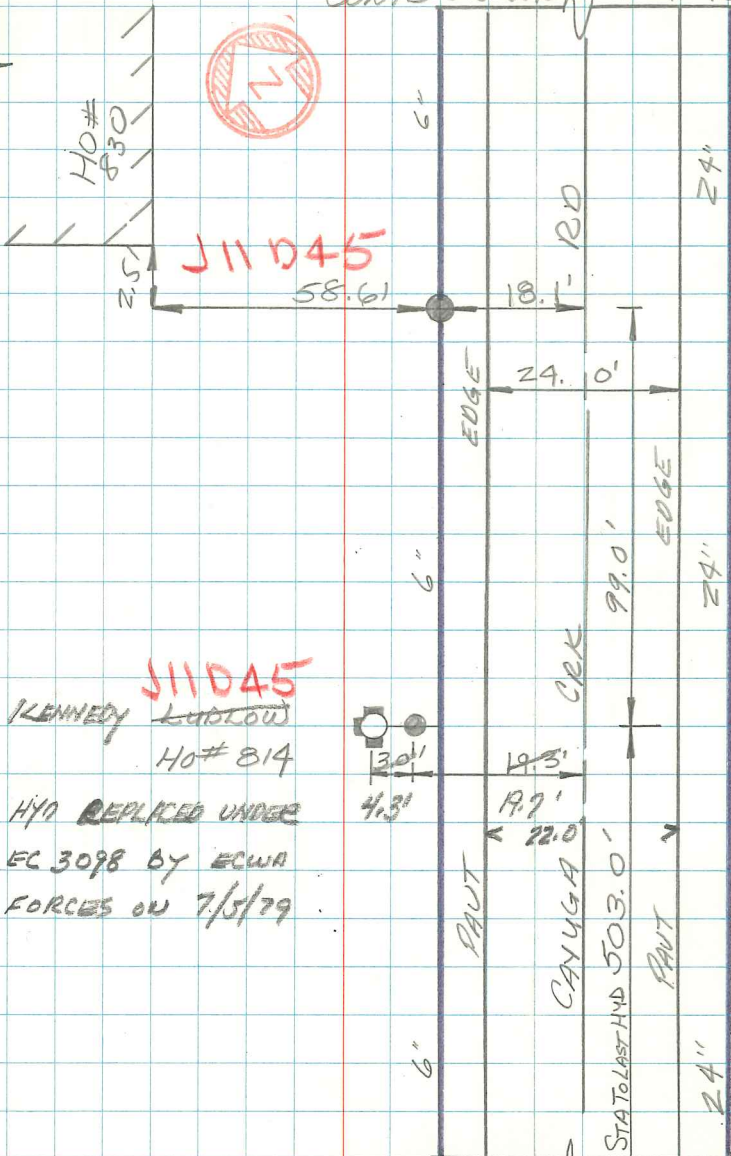 N
6"
24"
HO#
830
RD
J11D45
2.5'
58.61
18.1'
24.0'
EDGE
EDGE
6"
99.0'
24"
CRK
J11D45
KENNEDY LUDLOW
HO# 814
3.0'
19.3'
4.3'
19.7'
22.0'
HYD REPLACED UNDER
EC 3098 BY ECWA
FORCES ON 7/5/79
PAVT
CAYUGA
STA TO LAST HYD 503.0'
PAVT
6"
24"